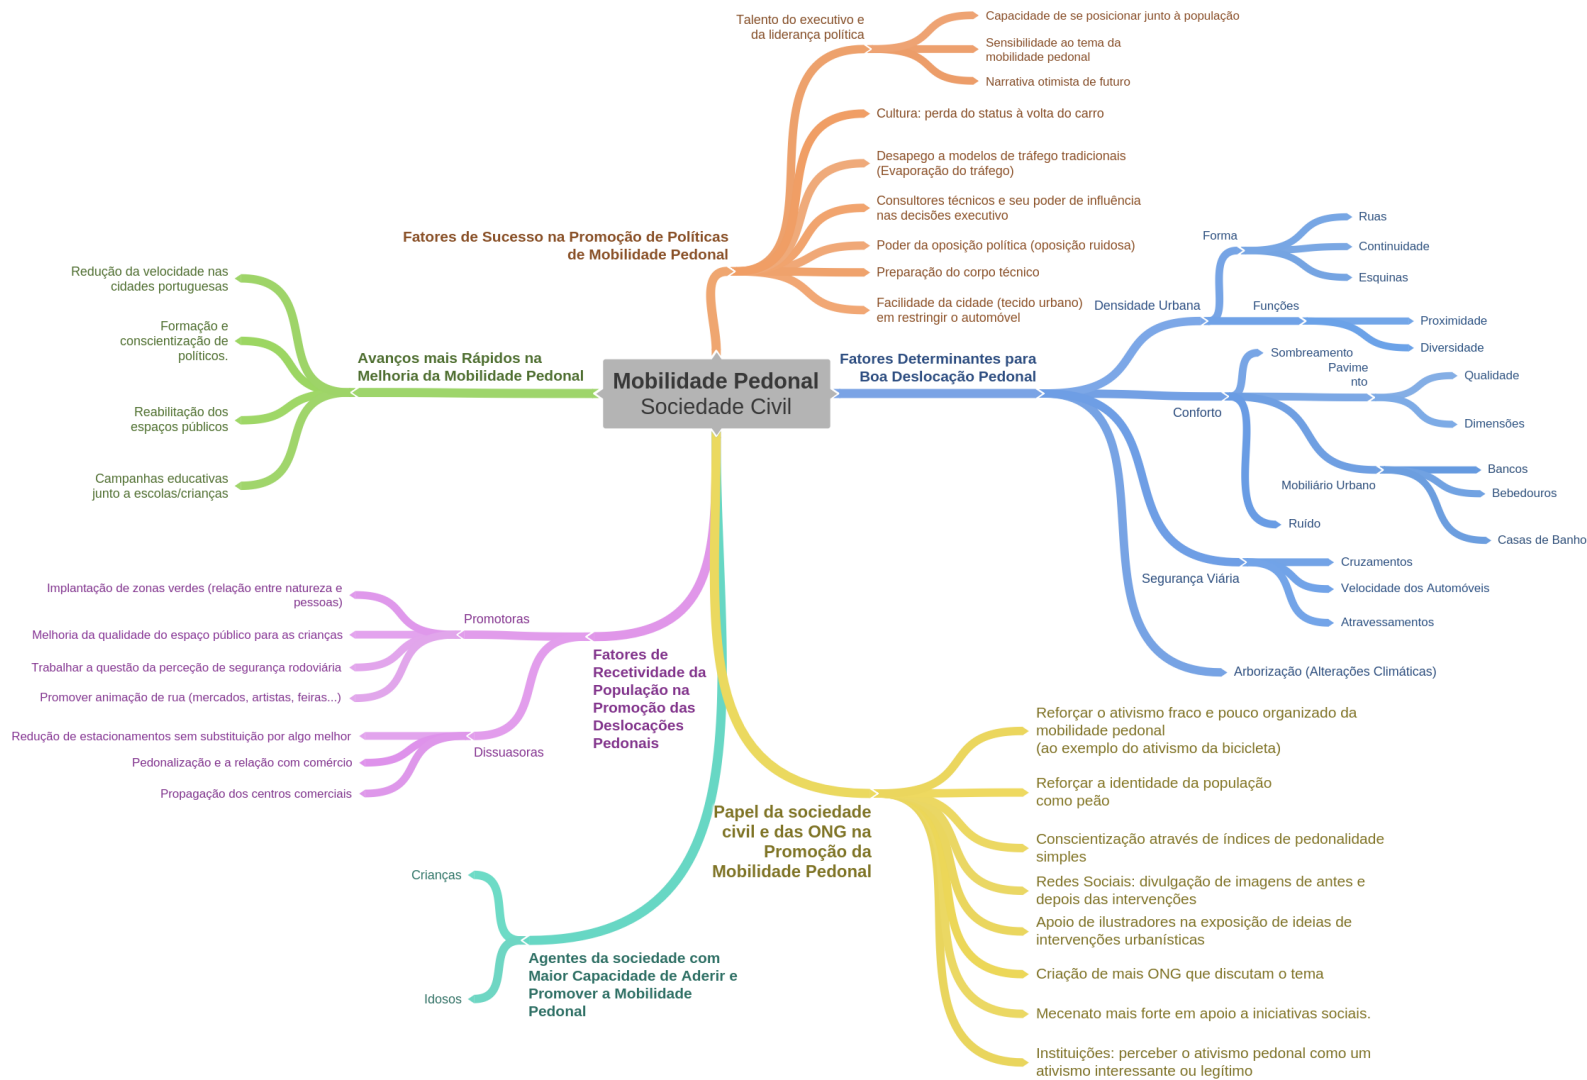 Mobilidade Pedonal
Sociedade Civil
Fatores de Sucesso na Promoção de Políticas
de Mobilidade Pedonal
Talento do executivo e
da liderança política
Capacidade de se posicionar junto à população
Sensibilidade ao tema da
mobilidade pedonal
Narrativa otimista de futuro
Cultura: perda do status à volta do carro
Desapego a modelos de tráfego tradicionais
(Evaporação do tráfego)
Consultores técnicos e seu poder de influência
nas decisões executivo
Poder da oposição política (oposição ruidosa)
Preparação do corpo técnico
Facilidade da cidade (tecido urbano)
em restringir o automóvel
Fatores Determinantes para
Boa Deslocação Pedonal
Densidade Urbana
Forma
Ruas
Continuidade
Esquinas
Funções
Proximidade
Diversidade
Conforto
Sombreamento
Pavime
nto
Qualidade
Dimensões
Mobiliário Urbano
Bancos
Bebedouros
Casas de Banho
Ruído
Segurança Viária
Cruzamentos
Velocidade dos Automóveis
Atravessamentos
Arborização (Alterações Climáticas)
Papel da sociedade
civil e das ONG na
Promoção da
Mobilidade Pedonal
Reforçar o ativismo fraco e pouco organizado da
mobilidade pedonal
(ao exemplo do ativismo da bicicleta)
Reforçar a identidade da população
como peão
Conscientização através de índices de pedonalidade
simples
Redes Sociais: divulgação de imagens de antes e
depois das intervenções
Apoio de ilustradores na exposição de ideias de
intervenções urbanísticas
Criação de mais ONG que discutam o tema
Mecenato mais forte em apoio a iniciativas sociais.
Instituições: perceber o ativismo pedonal como um
ativismo interessante ou legítimo
Agentes da sociedade com
Maior Capacidade de Aderir e
Promover a Mobilidade
Pedonal
Crianças
Idosos
Fatores de
Recetividade da
População na
Promoção das
Deslocações
Pedonais
Promotoras
Implantação de zonas verdes (relação entre natureza e
pessoas)
Melhoria da qualidade do espaço público para as crianças
Trabalhar a questão da perceção de segurança rodoviária
Promover animação de rua (mercados, artistas, feiras...)
Dissuasoras
Redução de estacionamentos sem substituição por algo melhor
Pedonalização e a relação com comércio
Propagação dos centros comerciais
Avanços mais Rápidos na
Melhoria da Mobilidade Pedonal
Redução da velocidade nas
cidades portuguesas
Formação e
conscientização de
políticos.
Reabilitação dos
espaços públicos
Campanhas educativas
junto a escolas/crianças